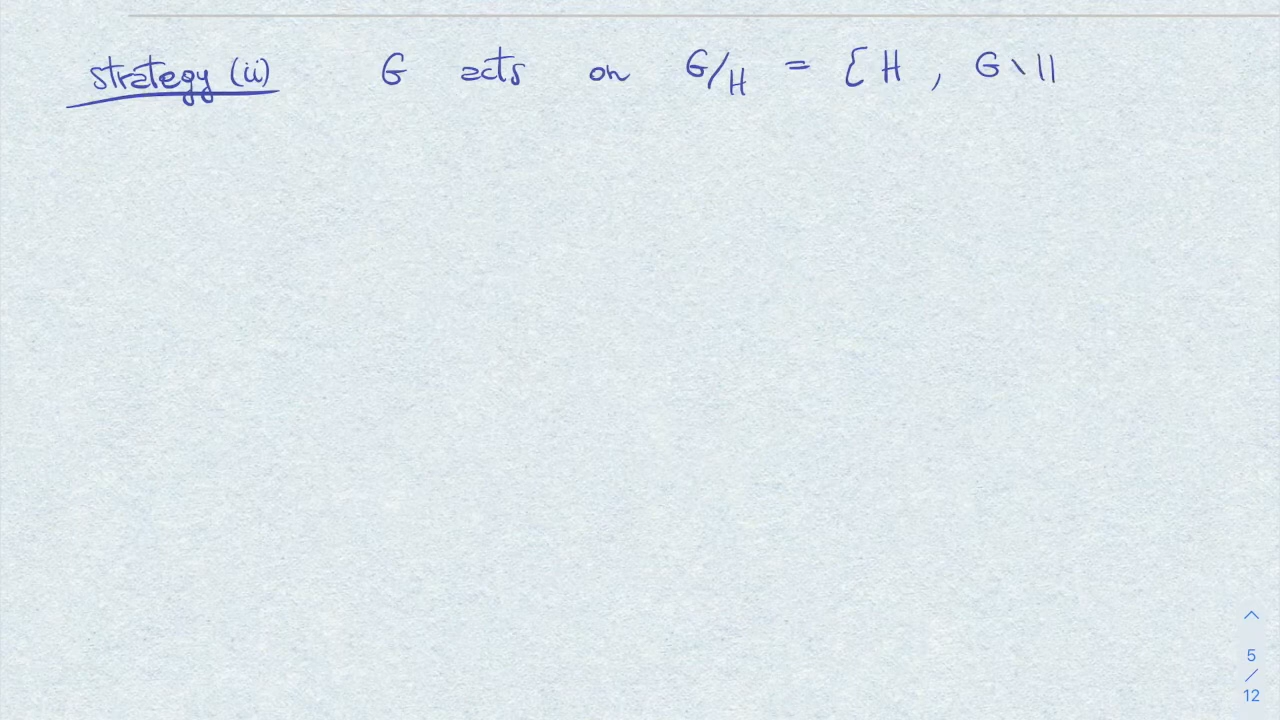 strategy (ii) G acts on G/H = { H , G \ ||
5
/
12